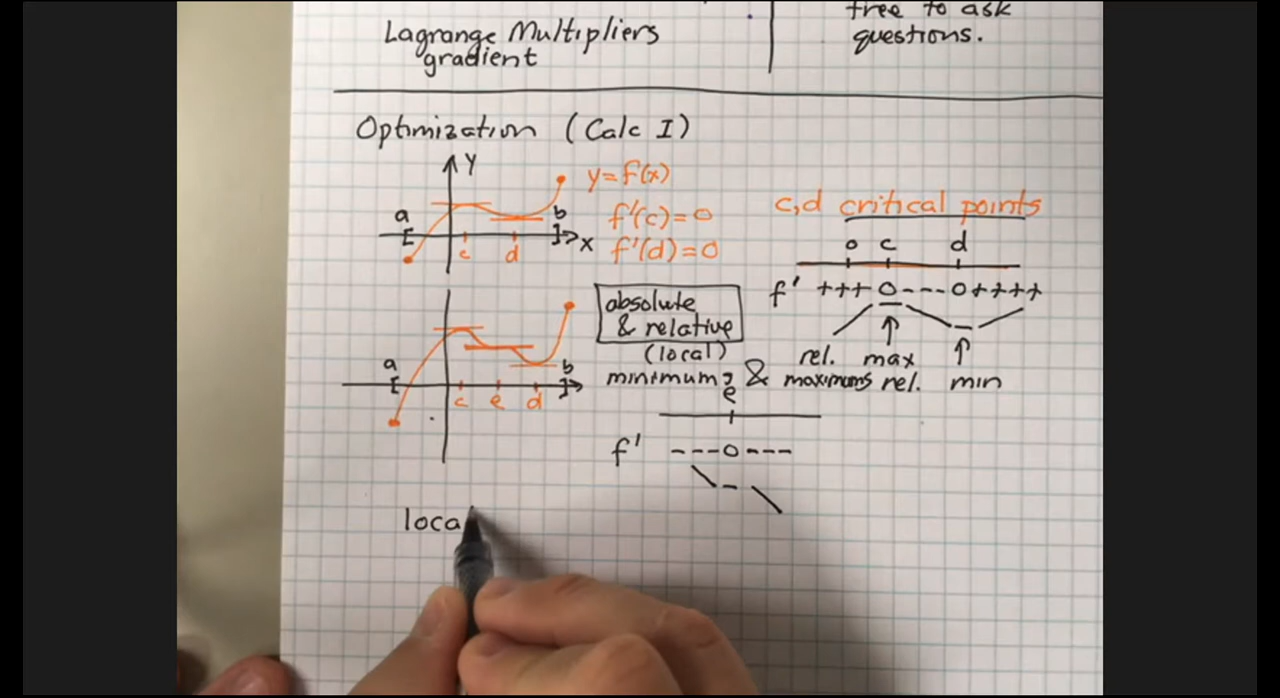 free to ask
Lagrange Multipliers
questions.
gradient
Optimization (Calc I)
y
y=f(x)
a
b
f'(c)=0
c,d critical points
x
f'(d)=0
c d
o c d
f' +++0---0++++
absolute
& relative
(local)
rel. max
minimums & maximums rel. min
a
b
c e d
e
f' ---0---
loca